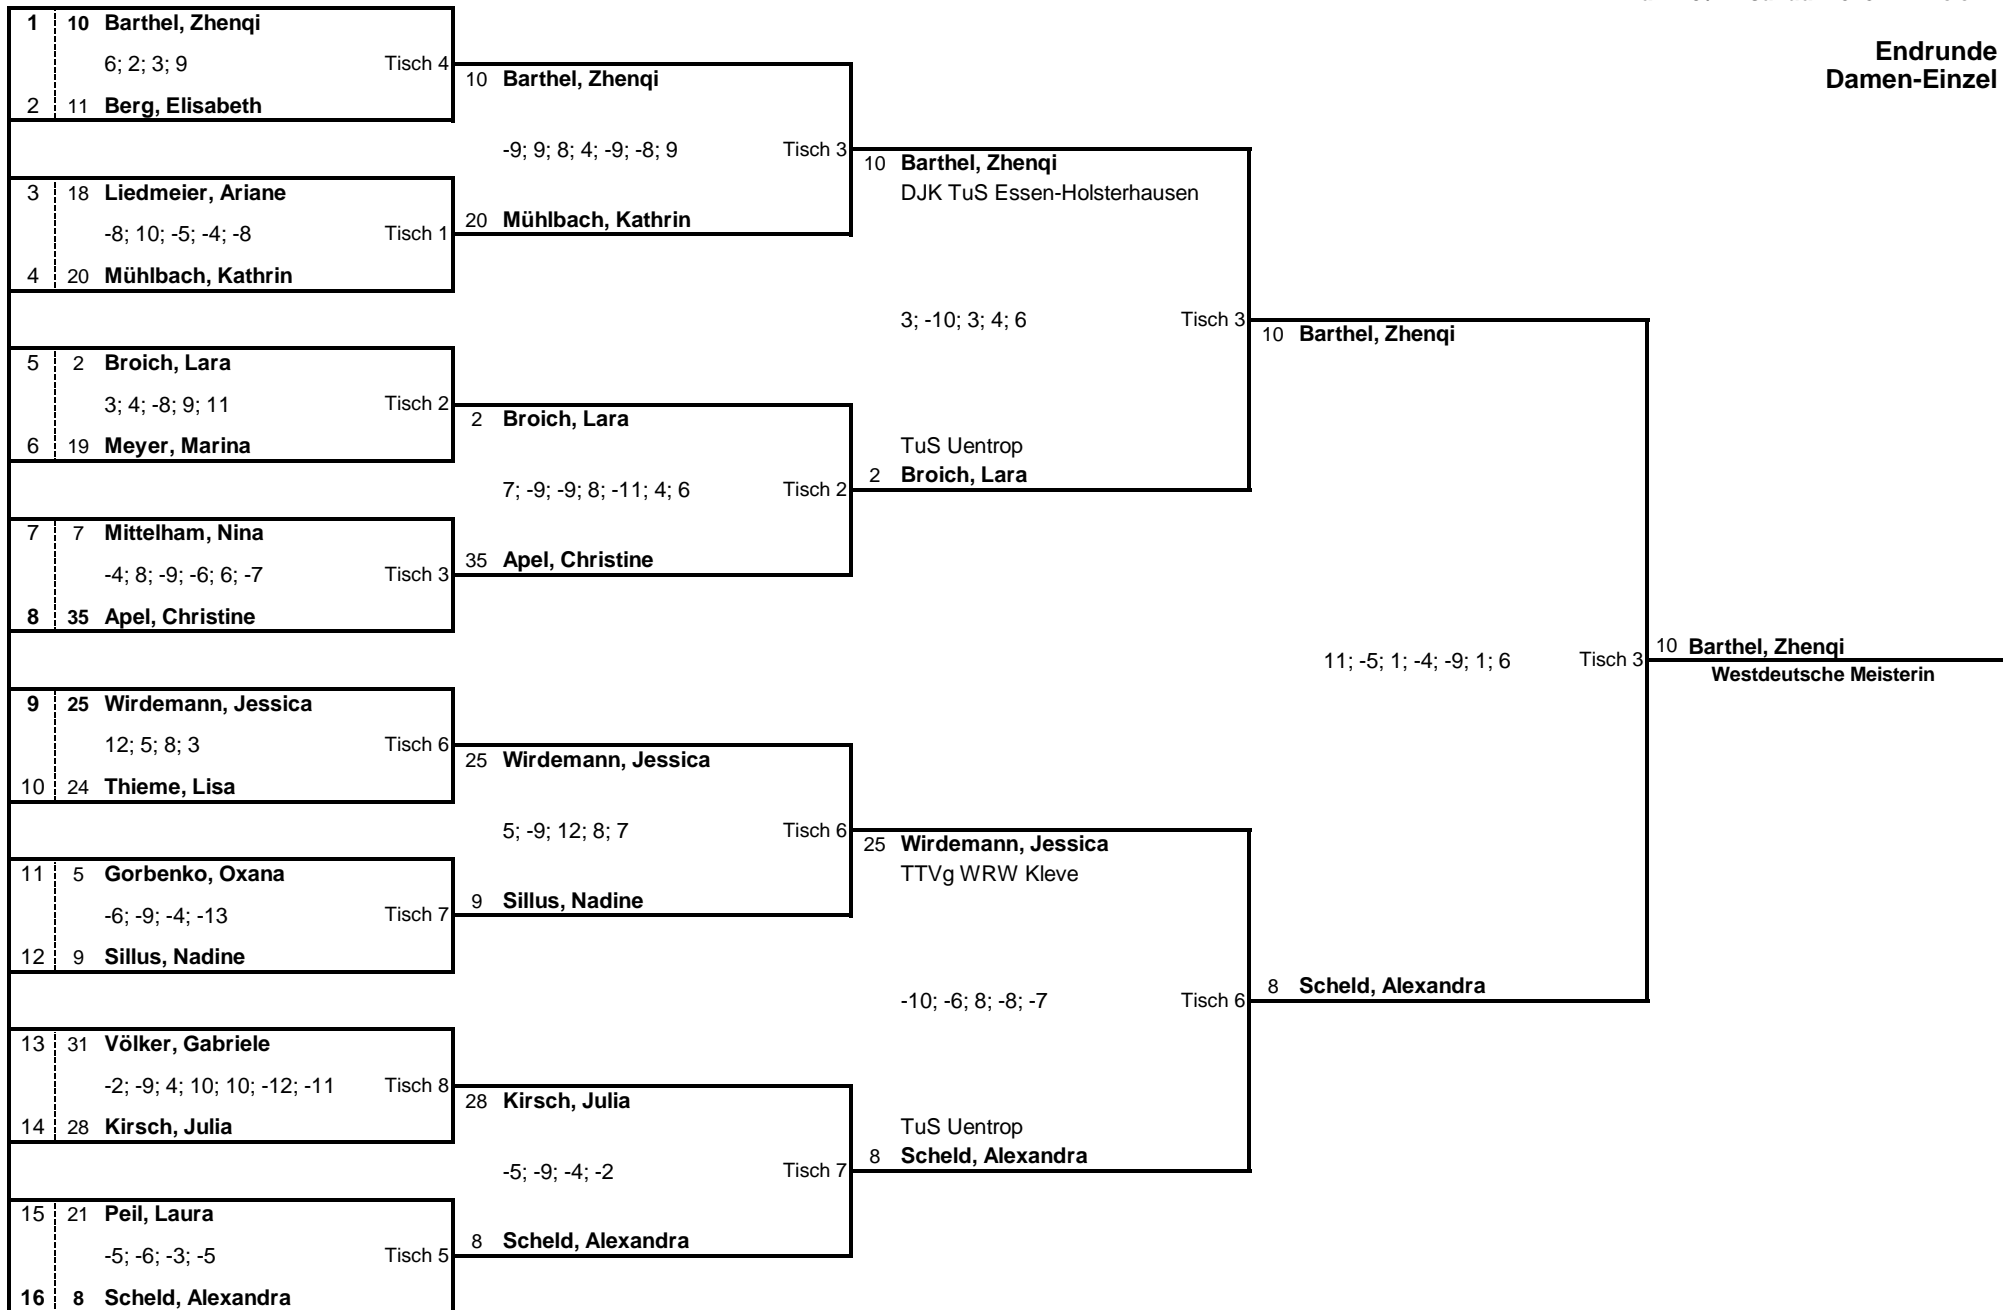 Endrunde
Damen-Einzel
1 10 Barthel, Zhenqi
6; 2; 3; 9 Tisch 4
2 11 Berg, Elisabeth
10 Barthel, Zhenqi
-9; 9; 8; 4; -9; -8; 9 Tisch 3
3 18 Liedmeier, Ariane
-8; 10; -5; -4; -8 Tisch 1
4 20 Mühlbach, Kathrin
20 Mühlbach, Kathrin
10 Barthel, Zhenqi
DJK TuS Essen-Holsterhausen
3; -10; 3; 4; 6 Tisch 3
5 2 Broich, Lara
3; 4; -8; 9; 11 Tisch 2
6 19 Meyer, Marina
2 Broich, Lara
7; -9; -9; 8; -11; 4; 6 Tisch 2
7 7 Mittelham, Nina
-4; 8; -9; -6; 6; -7 Tisch 3
8 35 Apel, Christine
35 Apel, Christine
TuS Uentrop
2 Broich, Lara
10 Barthel, Zhenqi
11; -5; 1; -4; -9; 1; 6 Tisch 3
10 Barthel, Zhenqi
Westdeutsche Meisterin
9 25 Wirdemann, Jessica
12; 5; 8; 3 Tisch 6
10 24 Thieme, Lisa
25 Wirdemann, Jessica
5; -9; 12; 8; 7 Tisch 6
11 5 Gorbenko, Oxana
-6; -9; -4; -13 Tisch 7
12 9 Sillus, Nadine
9 Sillus, Nadine
25 Wirdemann, Jessica
TTVg WRW Kleve
-10; -6; 8; -8; -7 Tisch 6
8 Scheld, Alexandra
13 31 Völker, Gabriele
-2; -9; 4; 10; 10; -12; -11 Tisch 8
14 28 Kirsch, Julia
28 Kirsch, Julia
-5; -9; -4; -2 Tisch 7
TuS Uentrop
8 Scheld, Alexandra
15 21 Peil, Laura
-5; -6; -3; -5 Tisch 5
16 8 Scheld, Alexandra
8 Scheld, Alexandra